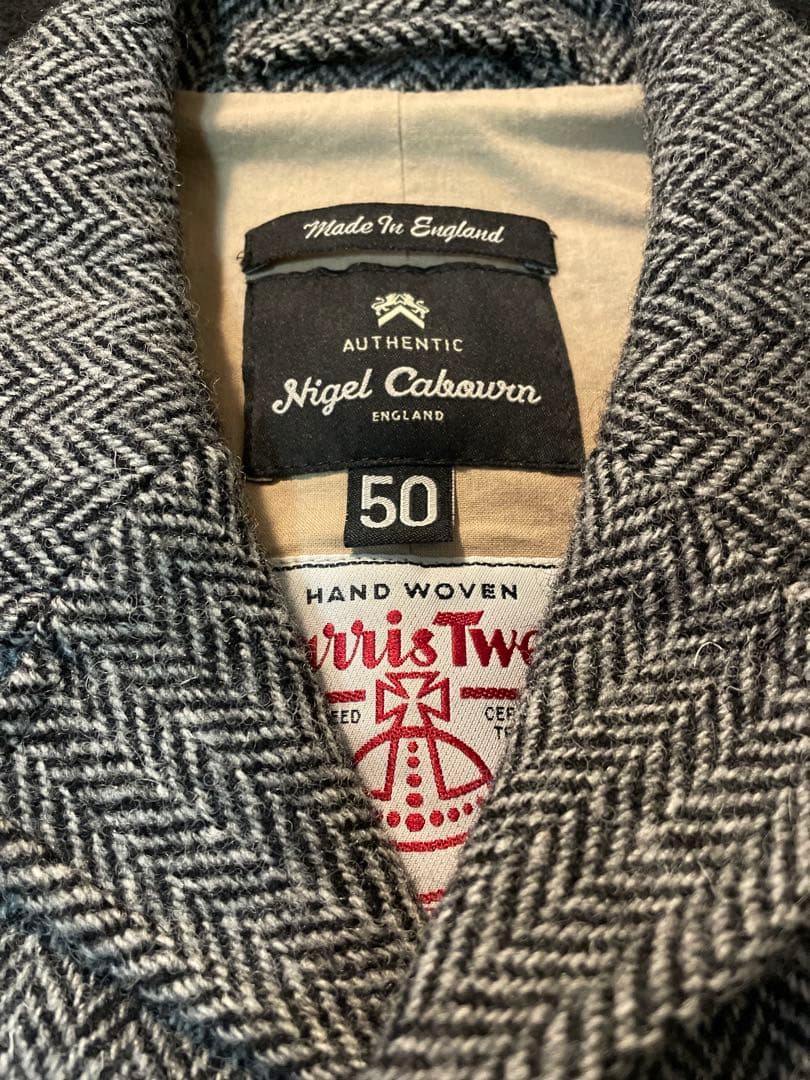 Made In England
AUTHENTIC
Nigel Cabourn
ENGLAND
50
HAND WOVEN